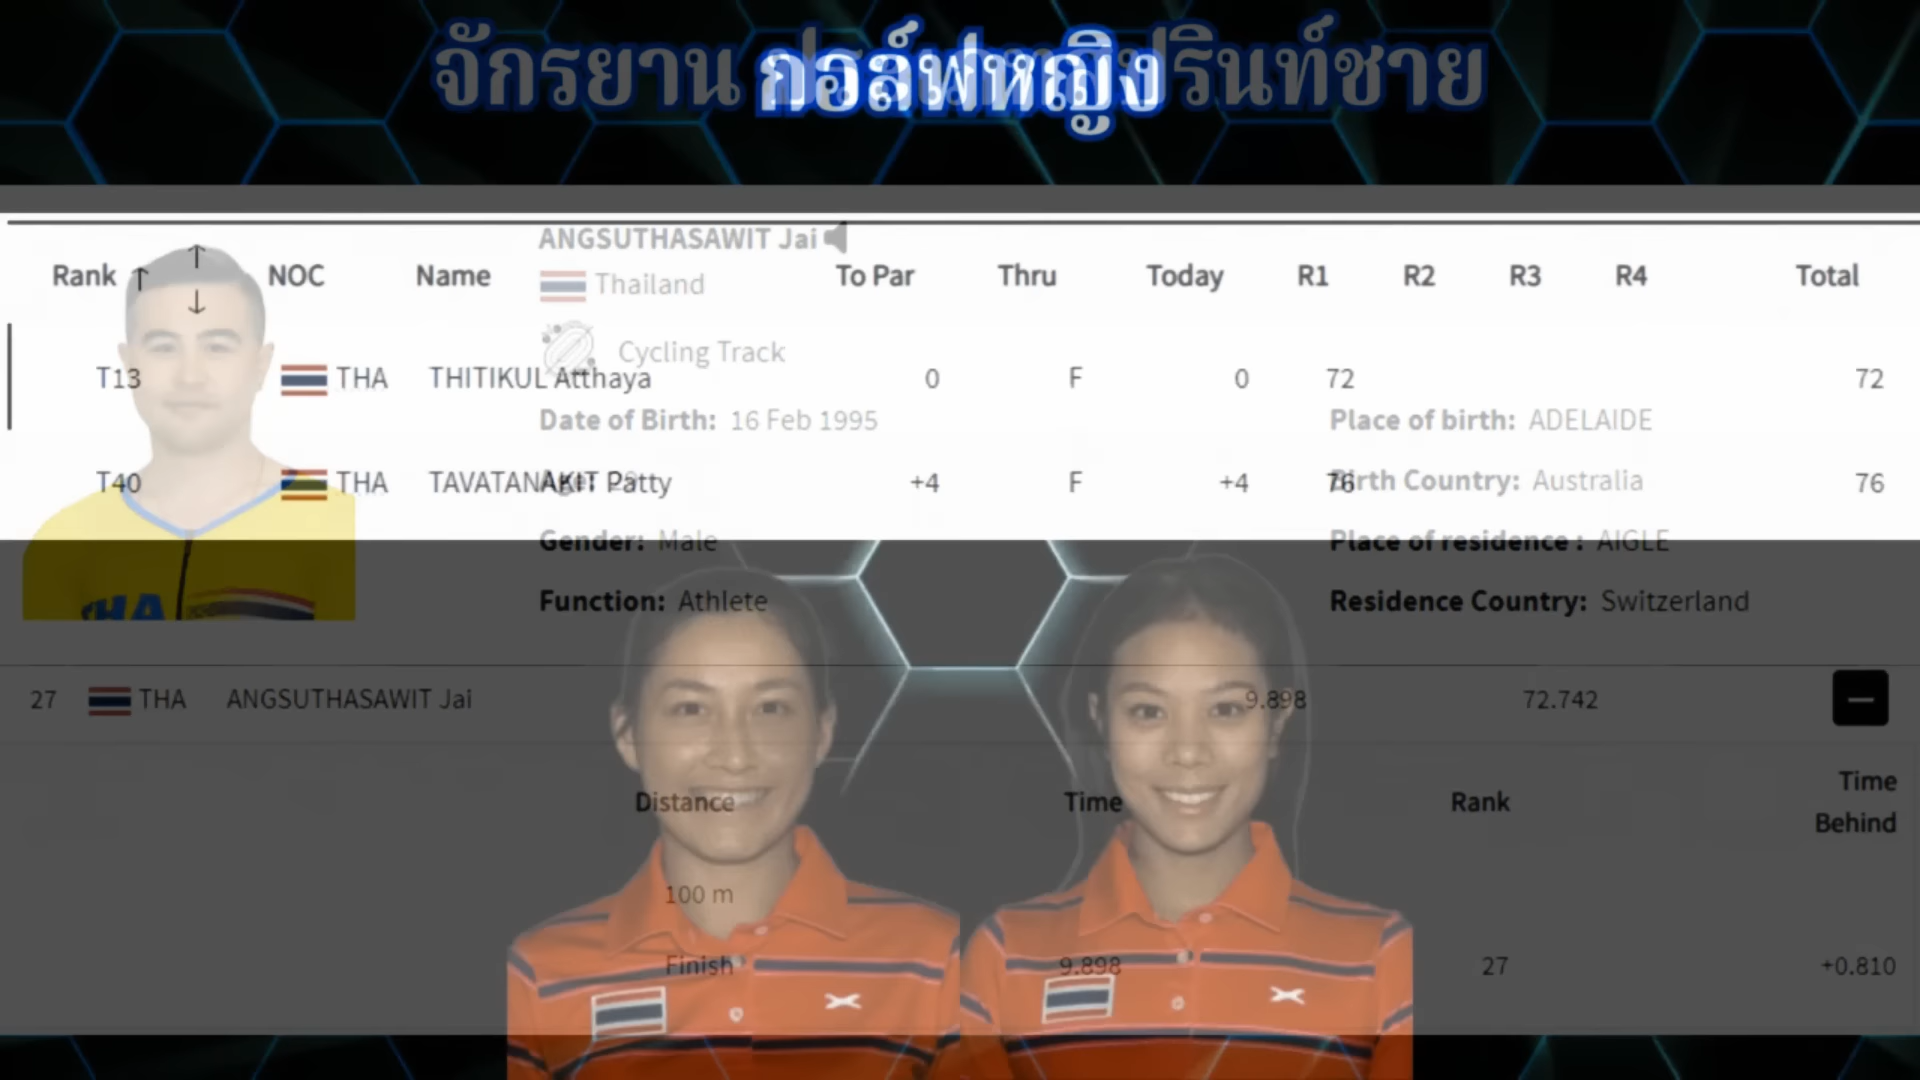 จักรยาน
กอล์ฟหญิง
ปรินท์ชาย
ANGSUTHASAWIT Jai
Thailand
Rank NOC Name To Par Thru Today R1 R2 R3 R4 Total
Cycling Track
T13 THA THITIKUL Atthaya 0 F 0 72 72
Date of Birth: 16 Feb 1995 Place of birth: ADELAIDE
T40 THA TAVATANAKIT Patty +4 F +4 76 76
Birth Country: Australia
Gender: Male Place of residence : AIGLE
Function: Athlete Residence Country: Switzerland
THA
27 THA ANGSUTHASAWIT Jai 9.898 72.742
Distance Time Rank Time Behind
100 m
Finish 9.898 27 +0.810